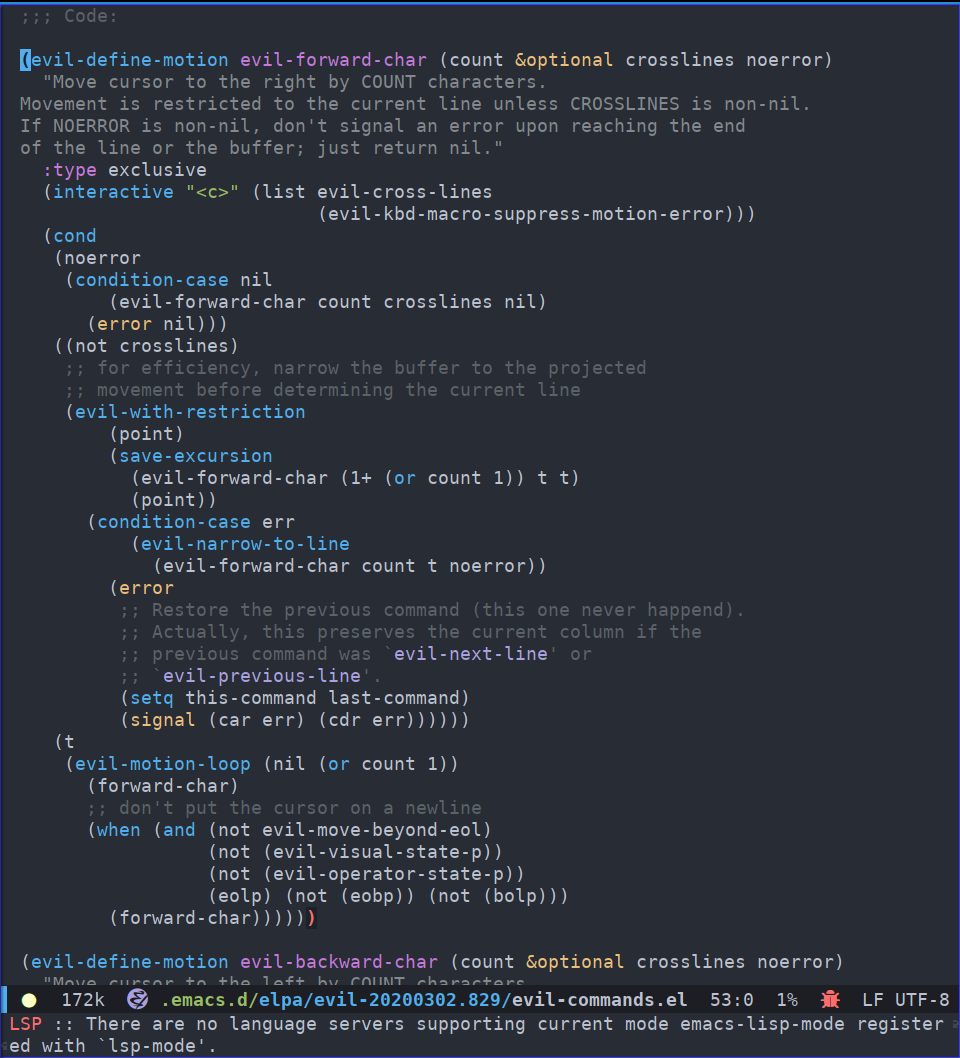 ;;; Code:

(evil-define-motion evil-forward-char (count &optional crosslines noerror)
  "Move cursor to the right by COUNT characters.
Movement is restricted to the current line unless CROSSLINES is non-nil.
If NOERROR is non-nil, don't signal an error upon reaching the end
of the line or the buffer; just return nil."
  :type exclusive
  (interactive "<c>" (list evil-cross-lines
                           (evil-kbd-macro-suppress-motion-error)))
  (cond
   (noerror
    (condition-case nil
        (evil-forward-char count crosslines nil)
      (error nil)))
   ((not crosslines)
    ;; for efficiency, narrow the buffer to the projected
    ;; movement before determining the current line
    (evil-with-restriction
        (point)
        (save-excursion
          (evil-forward-char (1+ (or count 1)) t t)
          (point))
      (condition-case err
          (evil-narrow-to-line
            (evil-forward-char count t noerror))
        (error
         ;; Restore the previous command (this one never happend).
         ;; Actually, this preserves the current column if the
         ;; previous command was `evil-next-line' or
         ;; `evil-previous-line'.
         (setq this-command last-command)
         (signal (car err) (cdr err))))))
   (t
    (evil-motion-loop (nil (or count 1))
      (forward-char)
      ;; don't put the cursor on a newline
      (when (and (not evil-move-beyond-eol)
                 (not (evil-visual-state-p))
                 (not (evil-operator-state-p))
                 (eolp) (not (eobp)) (not (bolp)))
        (forward-char))))))

(evil-define-motion evil-backward-char (count &optional crosslines noerror)
  "Move cursor to the left by COUNT characters
172k .emacs.d/elpa/evil-20200302.829/evil-commands.el 53:0 1% LF UTF-8
LSP :: There are no language servers supporting current mode emacs-lisp-mode register
ed with `lsp-mode'.